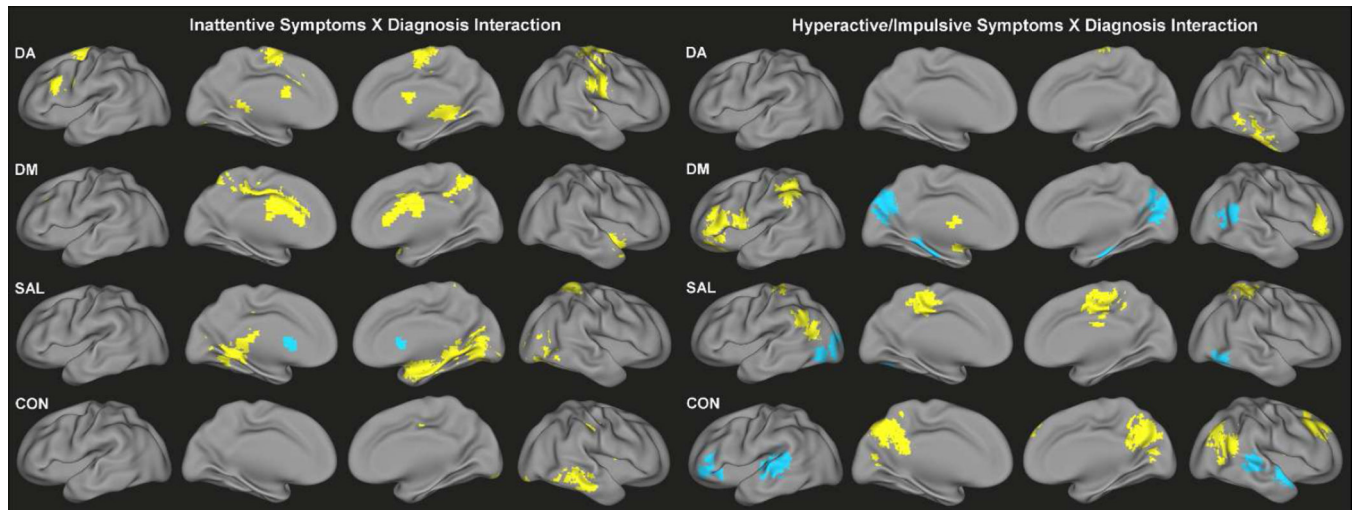 Inattentive Symptoms X Diagnosis Interaction
Hyperactive/Impulsive Symptoms X Diagnosis Interaction
DA
DA
DM
DM
SAL
SAL
CON
CON